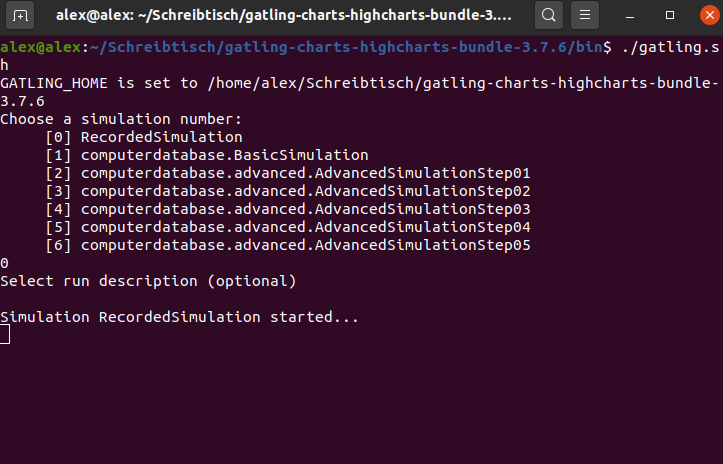 alex@alex: ~/Schreibtisch/gatling-charts-highcharts-bundle-3....
alex@alex:~/Schreibtisch/gatling-charts-highcharts-bundle-3.7.6/bin$ ./gatling.s
h
GATLING_HOME is set to /home/alex/Schreibtisch/gatling-charts-highcharts-bundle-
3.7.6
Choose a simulation number:
     [0] RecordedSimulation
     [1] computerdatabase.BasicSimulation
     [2] computerdatabase.advanced.AdvancedSimulationStep01
     [3] computerdatabase.advanced.AdvancedSimulationStep02
     [4] computerdatabase.advanced.AdvancedSimulationStep03
     [5] computerdatabase.advanced.AdvancedSimulationStep04
     [6] computerdatabase.advanced.AdvancedSimulationStep05
0
Select run description (optional)
Simulation RecordedSimulation started...